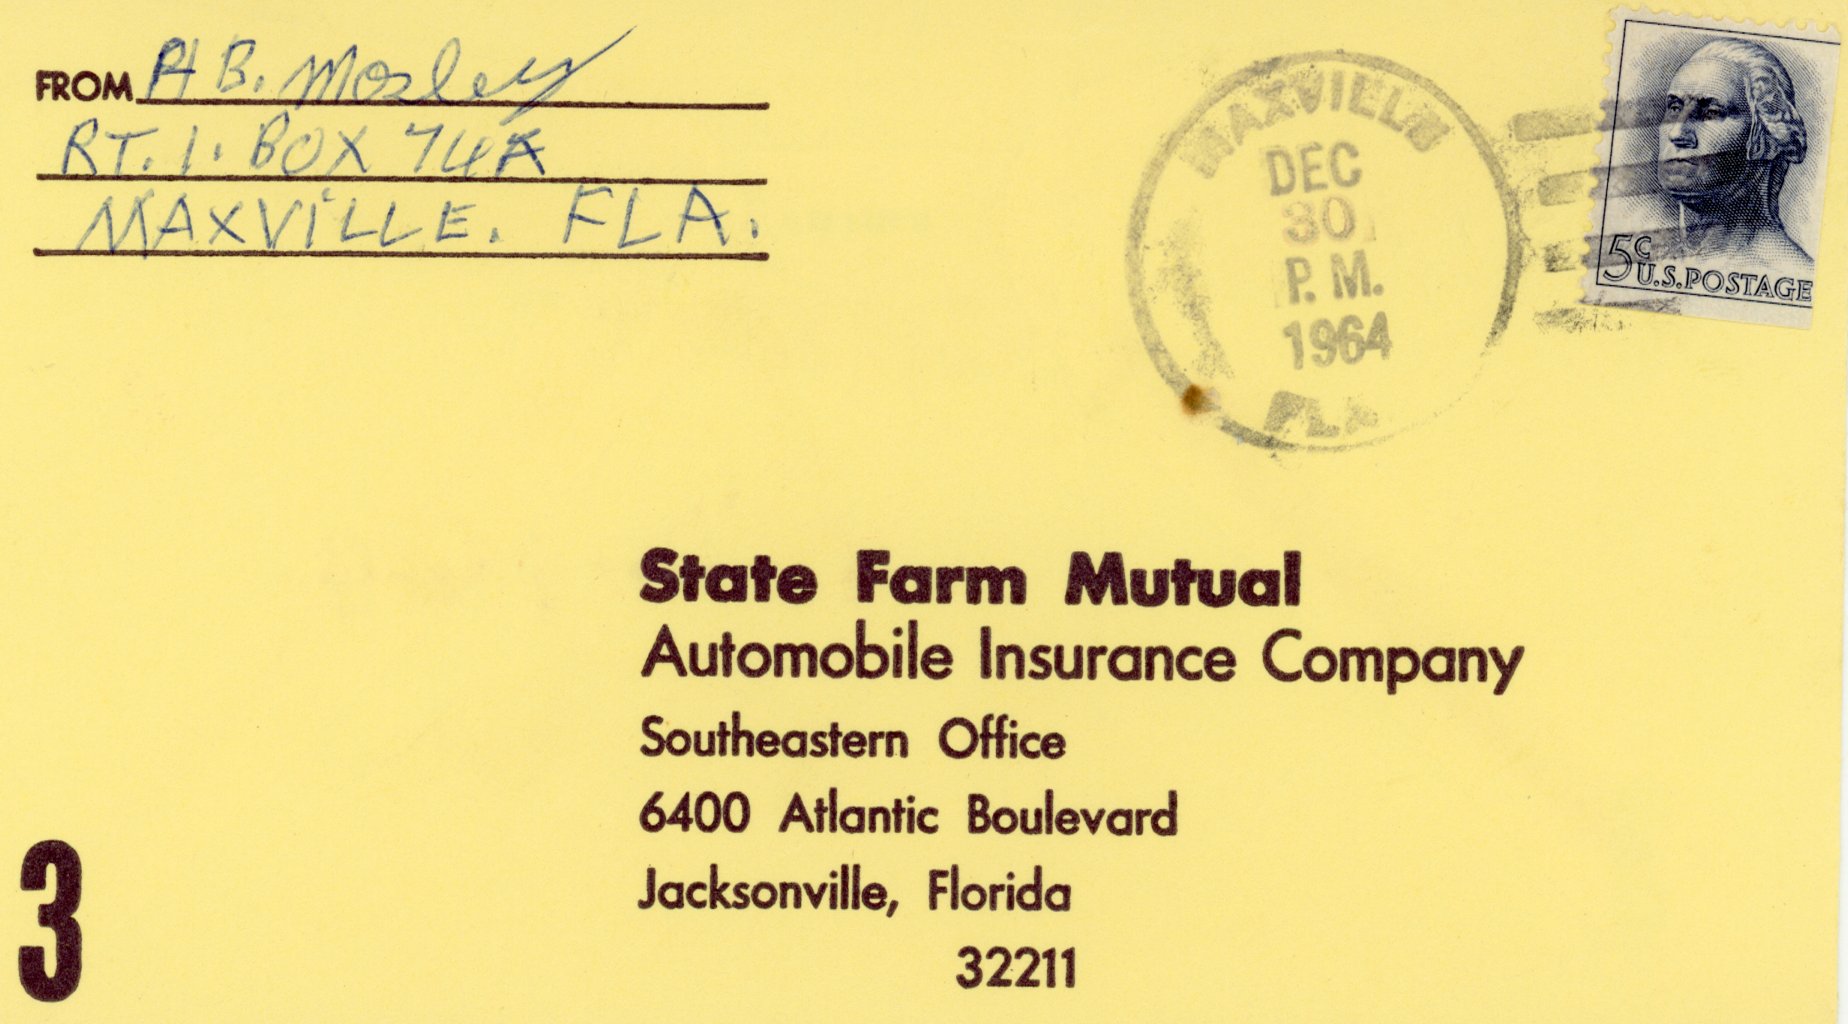 FROM H B. Mosley
RT. 1. BOX 74A
MAXVILLE. FLA.
MAXVILLE
DEC
30
P. M.
1964
FLA
5c
U.S.POSTAGE
State Farm Mutual
Automobile Insurance Company
Southeastern Office
6400 Atlantic Boulevard
Jacksonville, Florida
32211
3